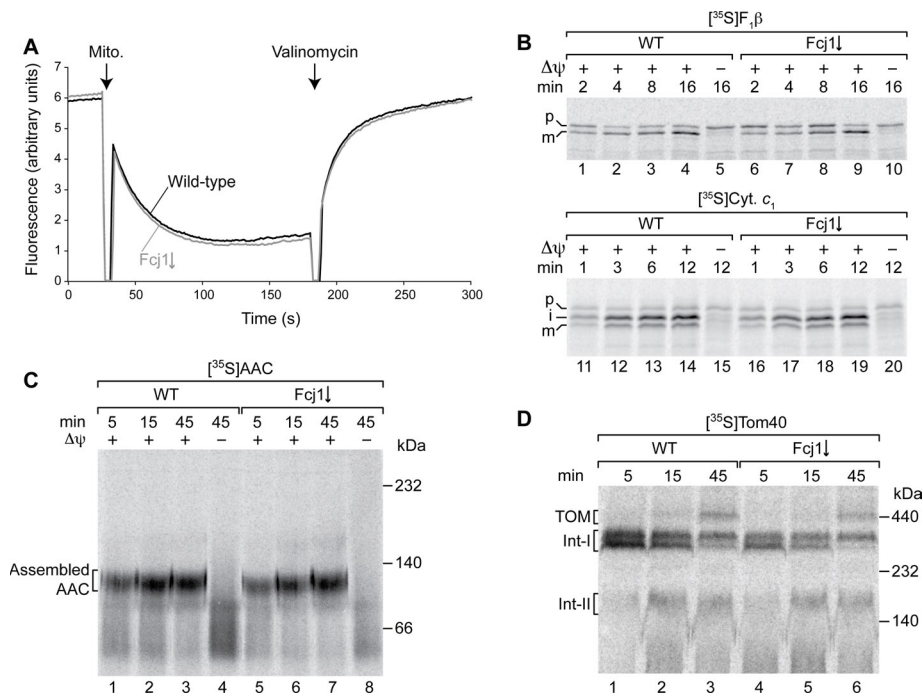 A
Mito.
Valinomycin
Fluorescence (arbitrary units)
7
6
5
4
3
2
1
0
Wild-type
Fcj1↓
0 50 100 150 200 250 300
Time (s)
B
[³⁵S]F₁β
WT Fcj1↓
Δψ + + + + – + + + + –
min 2 4 8 16 16 2 4 8 16 16
p
m
1 2 3 4 5 6 7 8 9 10
[³⁵S]Cyt. c₁
WT Fcj1↓
Δψ + + + + – + + + + –
min 1 3 6 12 12 1 3 6 12 12
p
i
m
11 12 13 14 15 16 17 18 19 20
C
[³⁵S]AAC
WT Fcj1↓
min 5 15 45 45 5 15 45 45
Δψ + + + – + + + –
kDa
232
140
66
Assembled
AAC
1 2 3 4 5 6 7 8
D
[³⁵S]Tom40
WT Fcj1↓
min 5 15 45 5 15 45
kDa
TOM
Int-I
Int-II
440
232
140
1 2 3 4 5 6